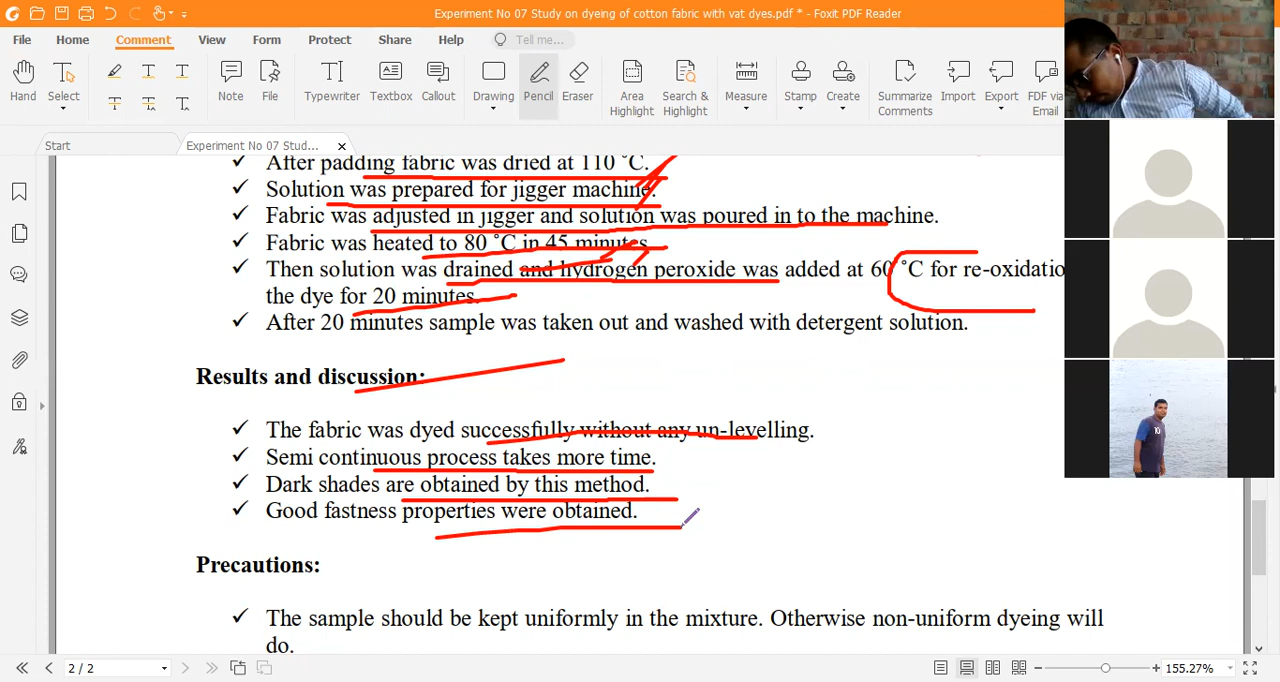 Experiment No 07 Study on dyeing of cotton fabric with vat dyes.pdf * - Foxit PDF Reader
File Home Comment View Form Protect Share Help Tell me...
Hand Select Note File Typewriter Textbox Callout Drawing Pencil Eraser Area Highlight Search & Highlight Measure Stamp Create Summarize Comments Import Export FDF via Email
Start Experiment No 07 Stud...
✓ After padding fabric was dried at 110 ˚C.
✓ Solution was prepared for jigger machine.
✓ Fabric was adjusted in jigger and solution was poured in to the machine.
✓ Fabric was heated to 80 ˚C in 45 minutes.
✓ Then solution was drained and hydrogen peroxide was added at 60 ˚C for re-oxidatio
the dye for 20 minutes.
✓ After 20 minutes sample was taken out and washed with detergent solution.
Results and discussion:
✓ The fabric was dyed successfully without any un-levelling.
✓ Semi continuous process takes more time.
✓ Dark shades are obtained by this method.
✓ Good fastness properties were obtained.
Precautions:
✓ The sample should be kept uniformly in the mixture. Otherwise non-uniform dyeing will
do.
2 / 2 155.27%